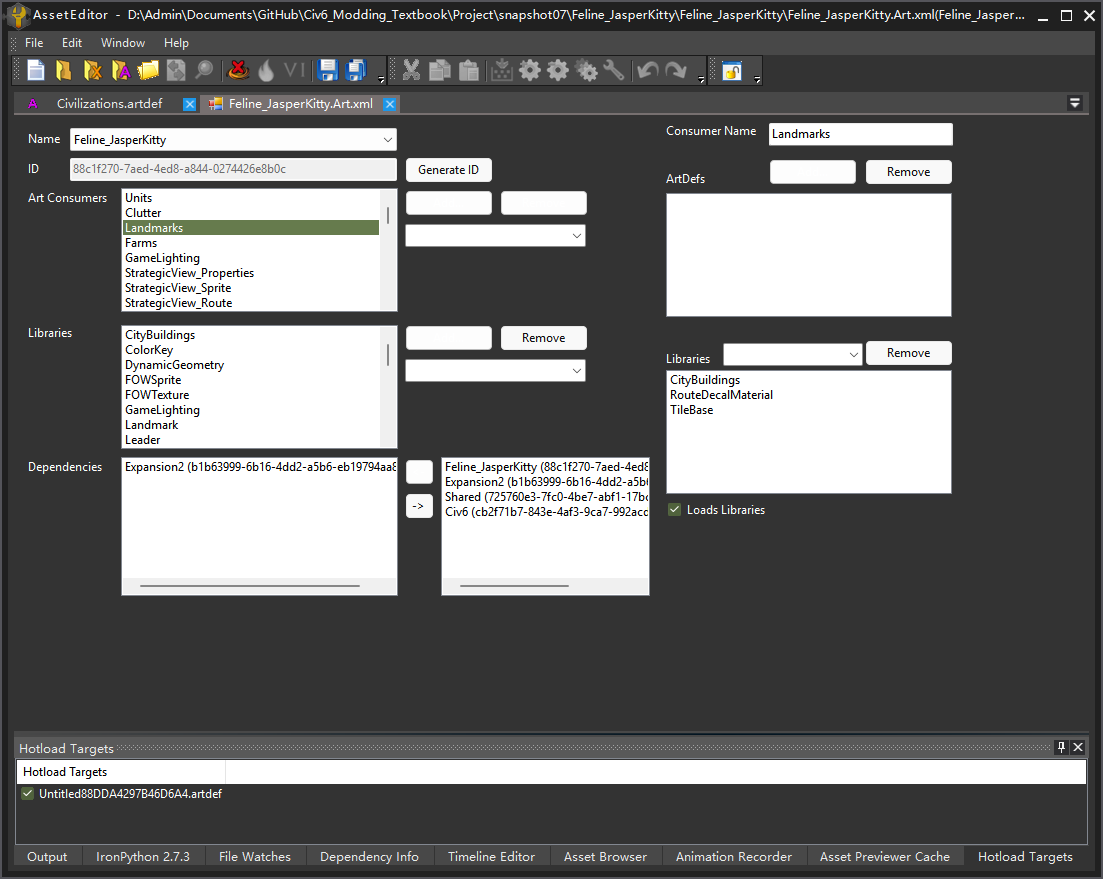 AssetEditor - D:\Admin\Documents\GitHub\Civ6_Modding_Textbook\Project\snapshot07\Feline_JasperKitty\Feline_JasperKitty\Feline_JasperKitty.Art.xml(Feline_Jasper...
File Edit Window Help
VI
Civilizations.artdef Feline_JasperKitty.Art.xml
Name Feline_JasperKitty
Consumer Name Landmarks
ID 88c1f270-7aed-4ed8-a844-0274426e8b0c Generate ID
ArtDefs Remove
Art Consumers
Units
Clutter
Landmarks
Farms
GameLighting
StrategicView_Properties
StrategicView_Sprite
StrategicView_Route
Libraries
CityBuildings
ColorKey
DynamicGeometry
FOWSprite
FOWTexture
GameLighting
Landmark
Leader
Remove
Libraries Remove
CityBuildings
RouteDecalMaterial
TileBase
Loads Libraries
Dependencies
Expansion2 (b1b63999-6b16-4dd2-a5b6-eb19794aa8
->
Feline_JasperKitty (88c1f270-7aed-4ed8
Expansion2 (b1b63999-6b16-4dd2-a5b6
Shared (725760e3-7fc0-4be7-abf1-17bc
Civ6 (cb2f71b7-843e-4af3-9ca7-992acc
Hotload Targets
Hotload Targets
Untitled88DDA4297B46D6A4.artdef
Output IronPython 2.7.3 File Watches Dependency Info Timeline Editor Asset Browser Animation Recorder Asset Previewer Cache Hotload Targets